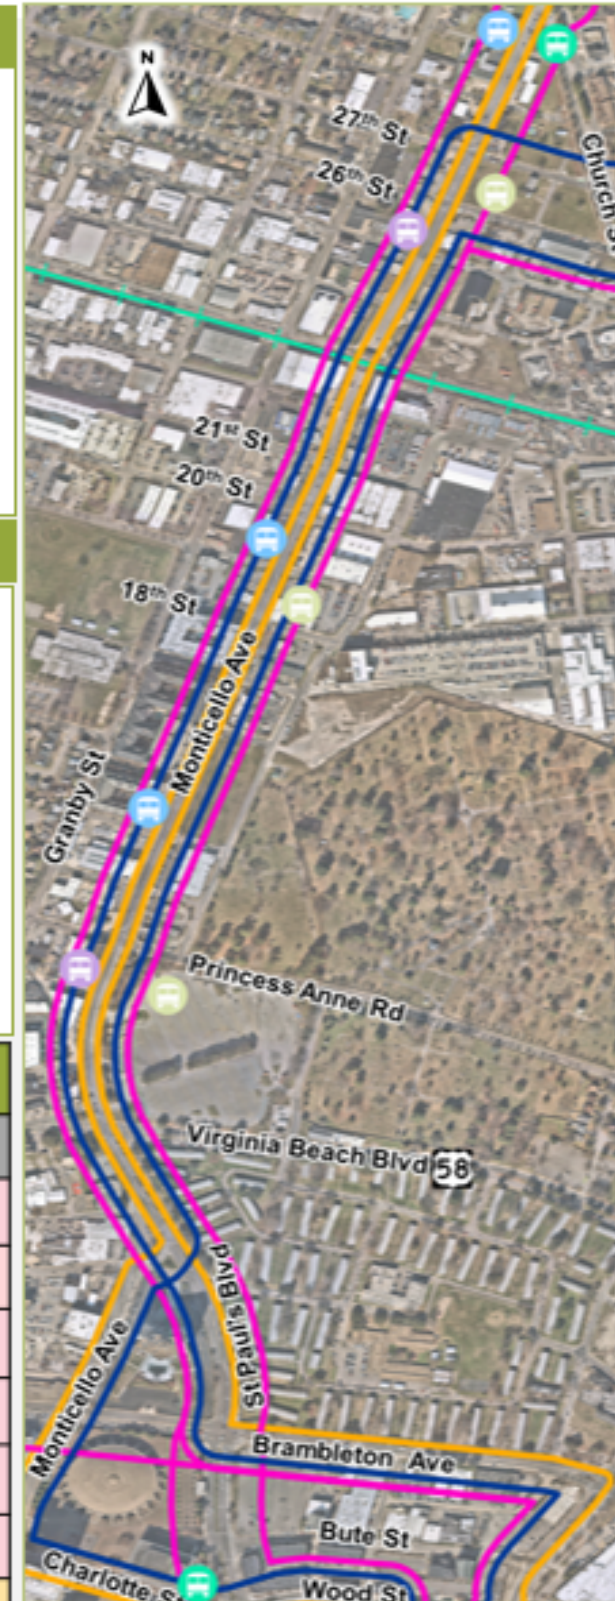 N
27th St
26th St
Church St
21st St
20th St
18th St
Monticello Ave
Granby St
Princess Anne Rd
Virginia Beach Blvd 58
St Paul's Blvd
Monticello Ave
Brambleton Ave
Bute St
Charlotte St
Wood St